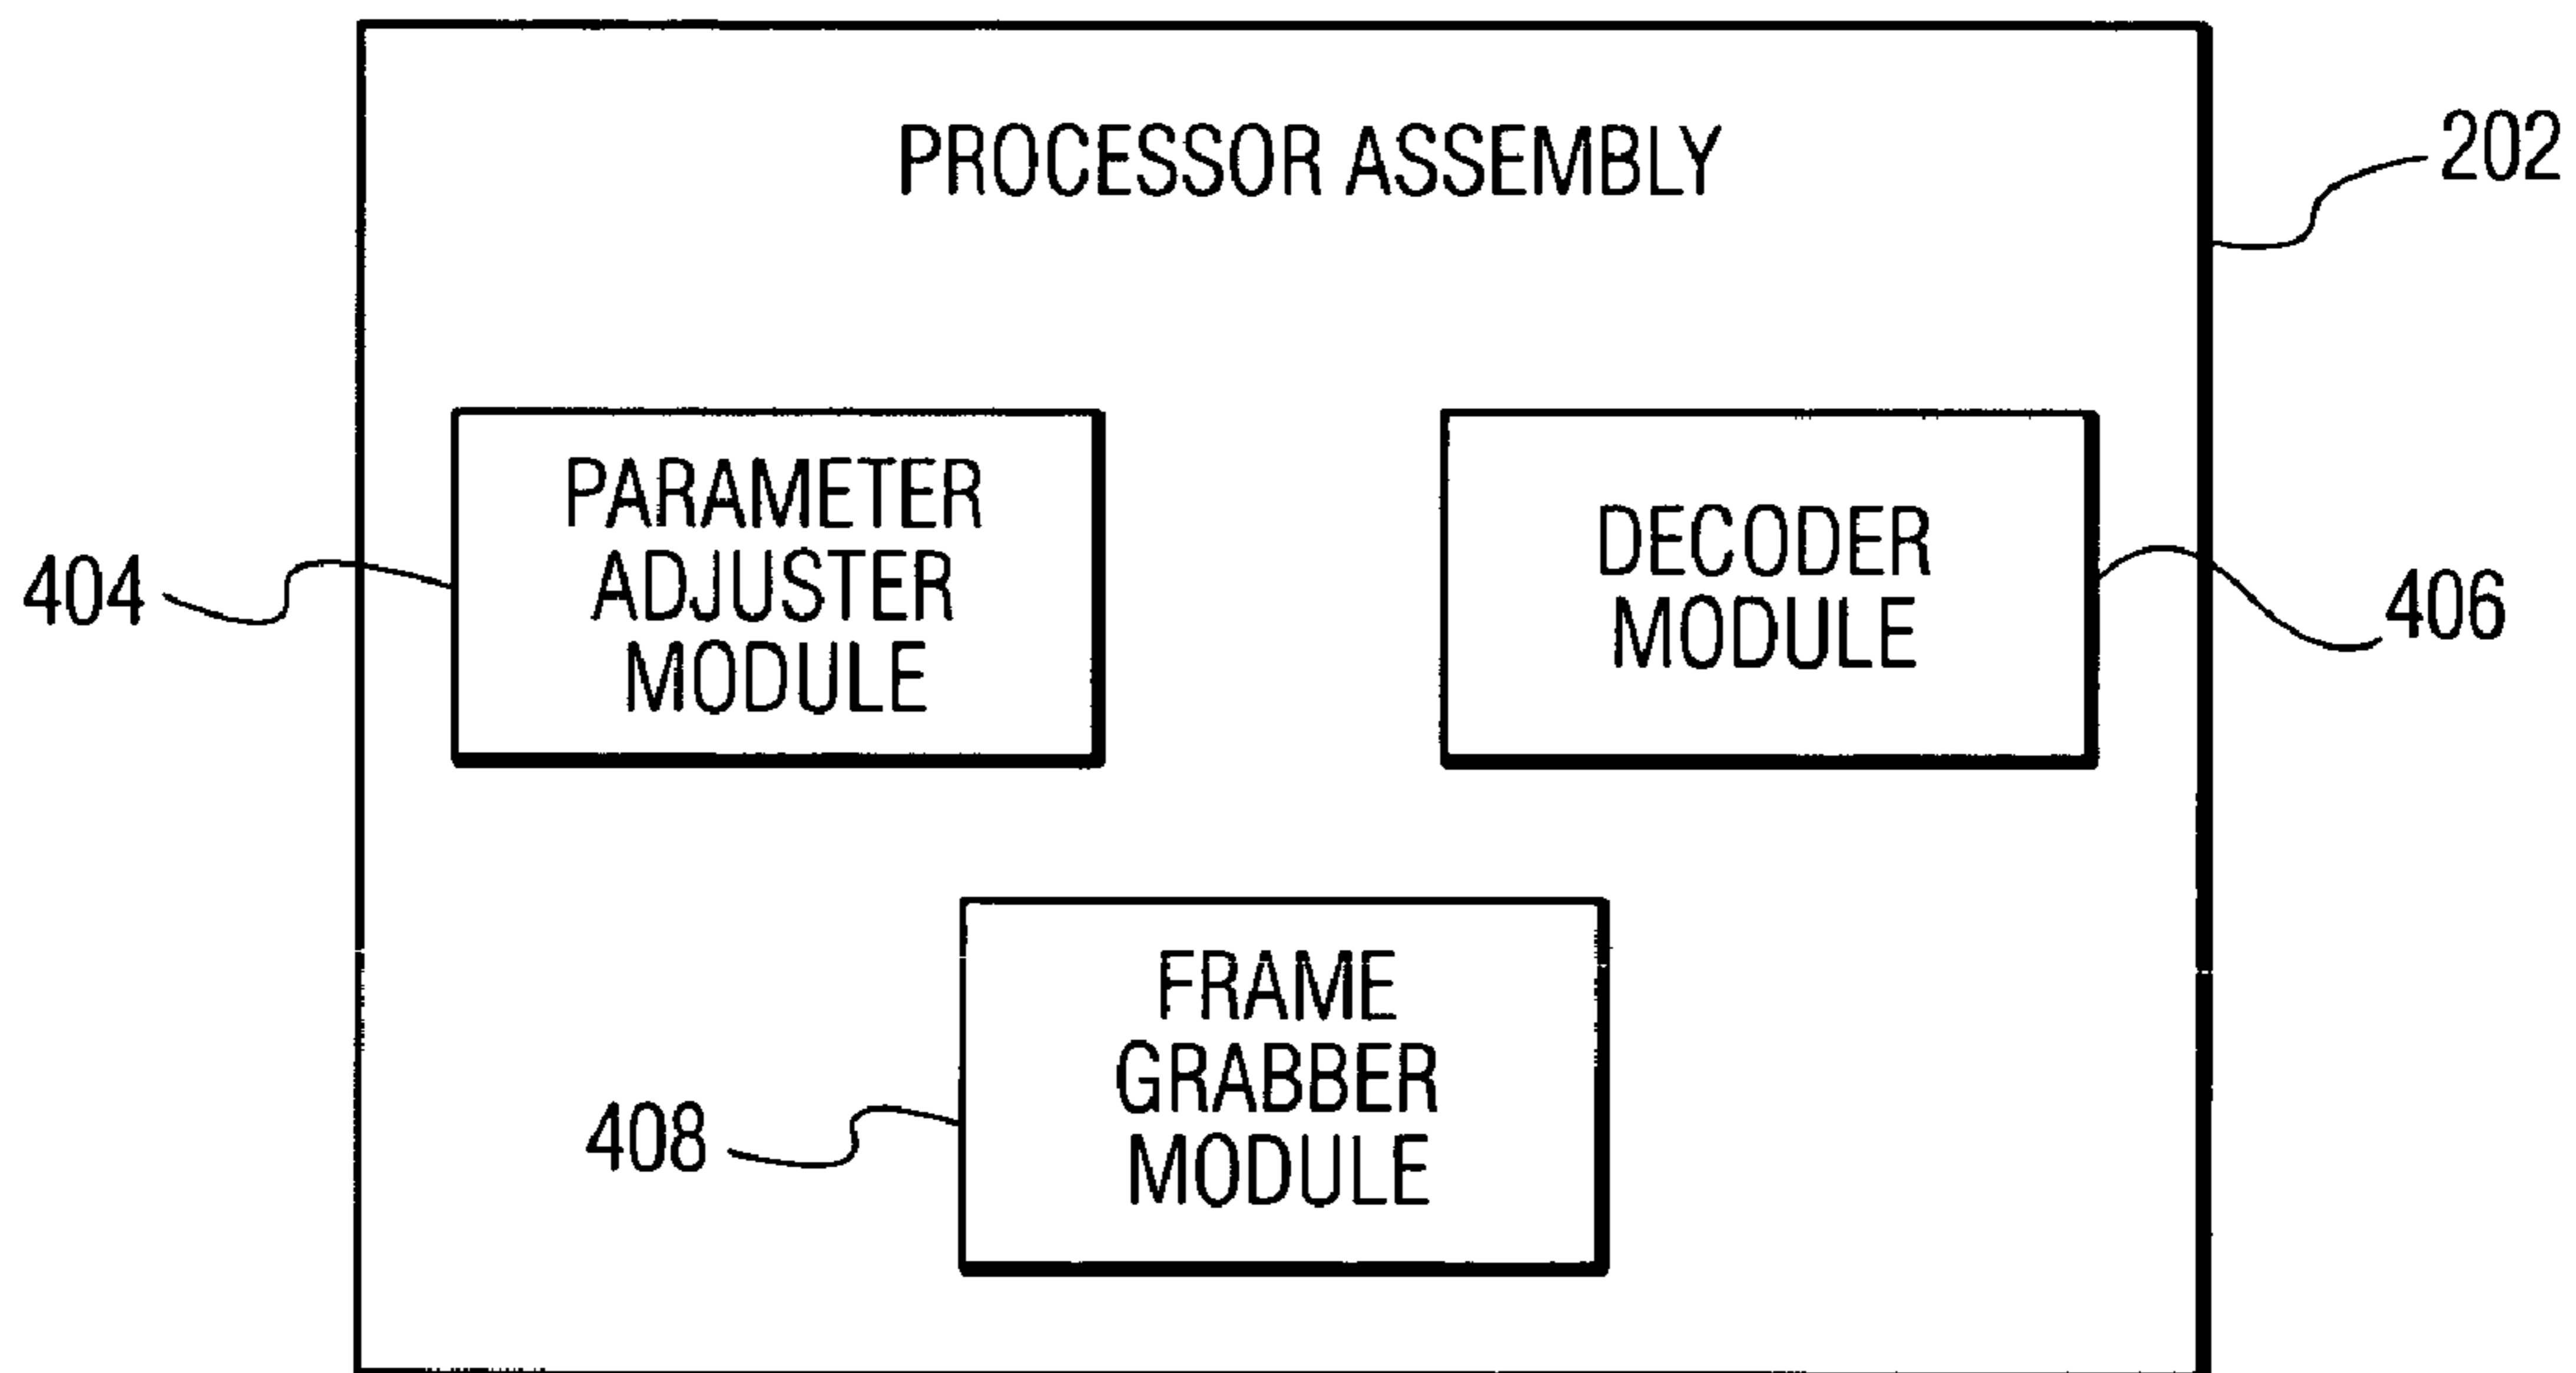 PROCESSOR ASSEMBLY
202
PARAMETER
ADJUSTER
MODULE
404
DECODER
MODULE
406
FRAME
GRABBER
MODULE
408